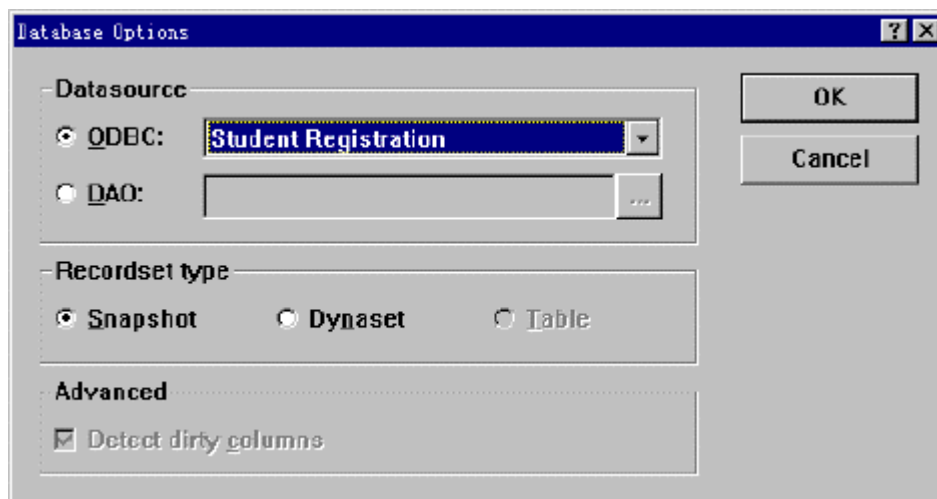 Database Options
Datasource
OK
ODBC:
Student Registration
Cancel
DAO:
...
Recordset type
Snapshot
Dynaset
Table
Advanced
Detect dirty columns